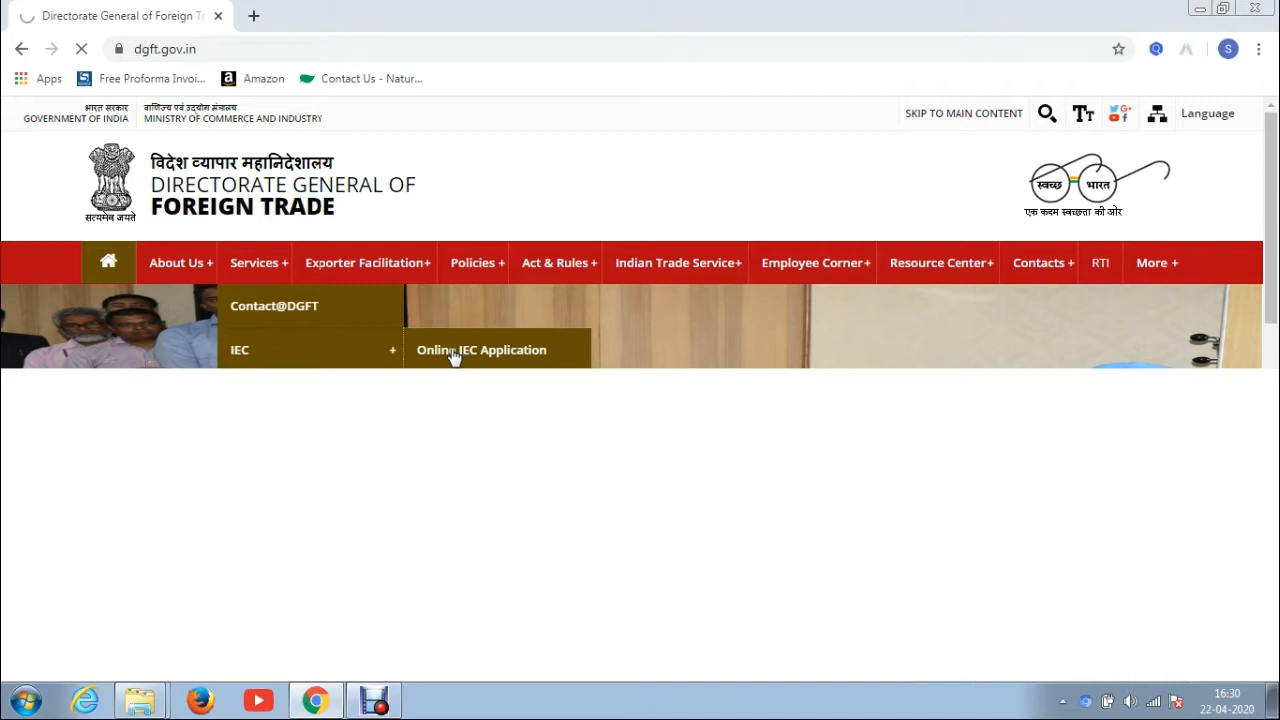 Directorate General of Foreign Tr
dgft.gov.in
S
Apps
Free Proforma Invoi...
Amazon
Contact Us - Natur...
भारत सरकार
GOVERNMENT OF INDIA
वाणिज्य एवं उद्योग मंत्रालय
MINISTRY OF COMMERCE AND INDUSTRY
SKIP TO MAIN CONTENT
Language
सत्यमेव जयते
विदेश व्यापार महानिदेशालय
DIRECTORATE GENERAL OF
FOREIGN TRADE
स्वच्छ भारत
एक कदम स्वच्छता की ओर
About Us + Services + Exporter Facilitation+ Policies + Act & Rules + Indian Trade Service+ Employee Corner+ Resource Center+ Contacts + RTI More +
Contact@DGFT
IEC +
Online IEC Application
16:30
22-04-2020